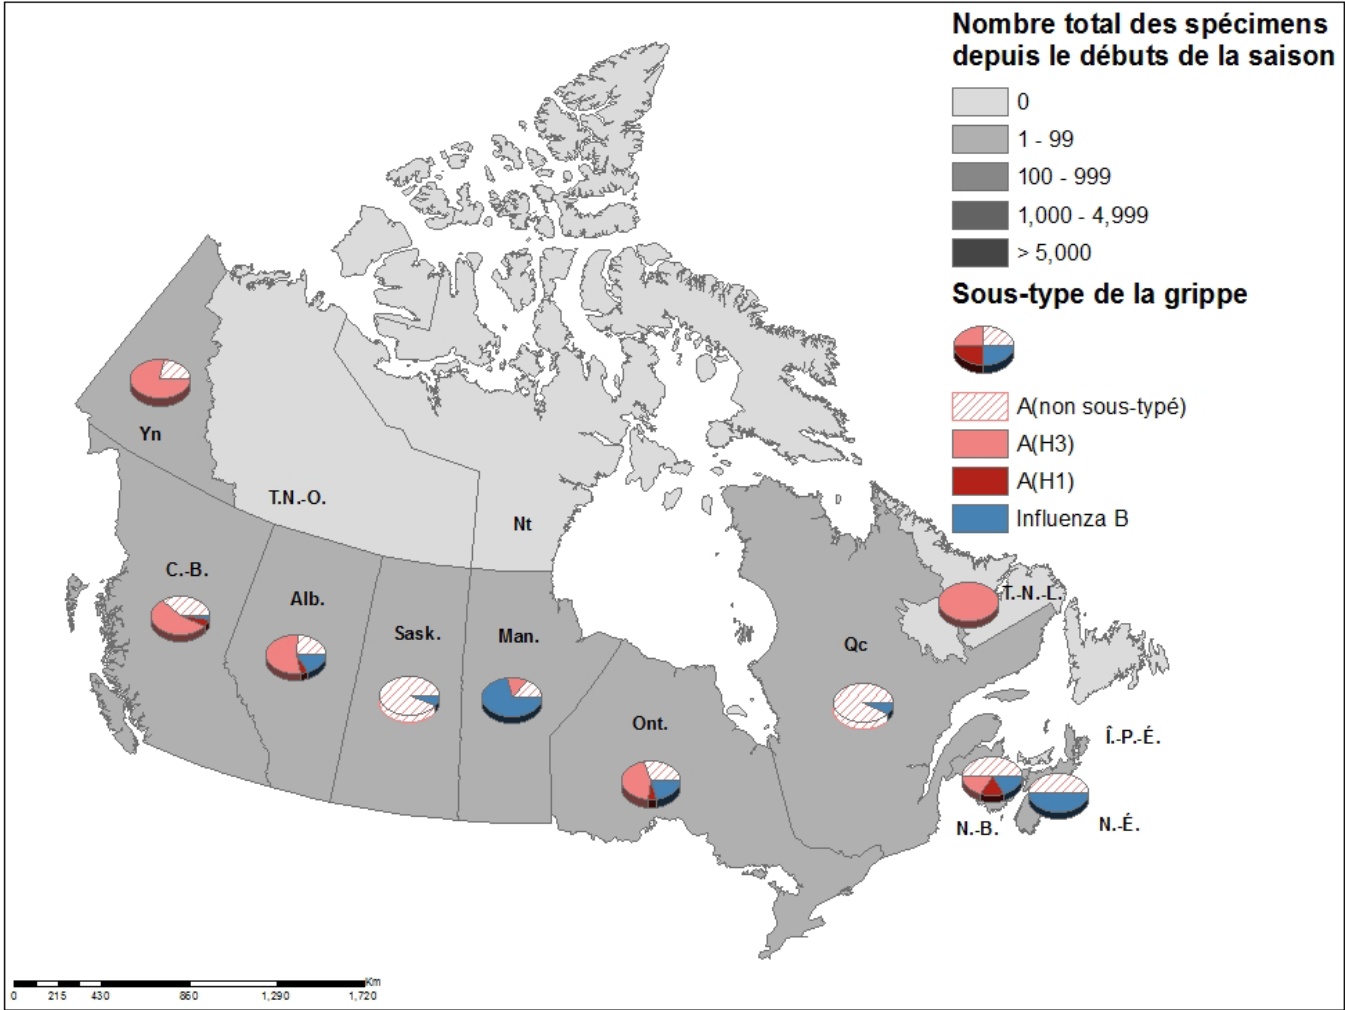 Nombre total des spécimens
depuis le débuts de la saison
0
1 - 99
100 - 999
1,000 - 4,999
> 5,000
Sous-type de la grippe
A(non sous-typé)
A(H3)
A(H1)
Influenza B
Yn
T.N.-O.
Nt
C.-B.
Alb.
Sask.
Man.
Ont.
Qc
T.-N.-L.
Î.-P.-É.
N.-B.
N.-É.
Km
0 215 430 860 1,290 1,720